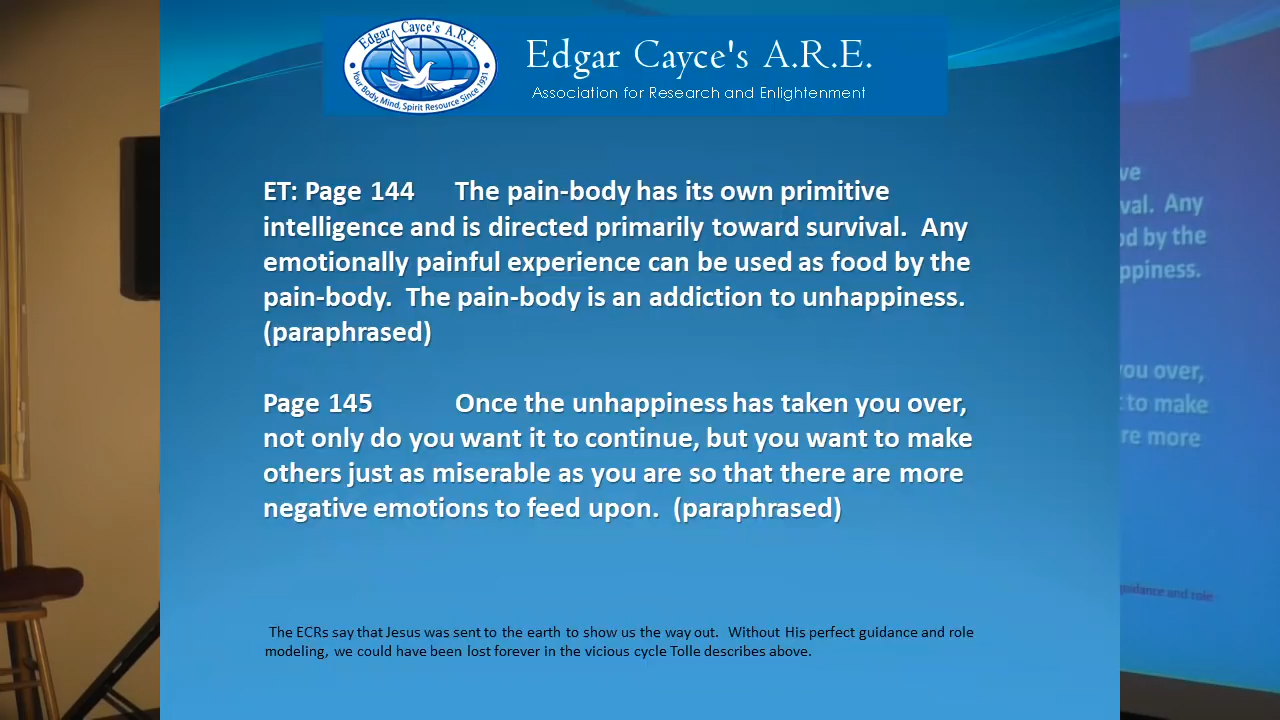 Edgar Cayce's A.R.E.
Your Body, Mind, Spirit Resource Since 1931
Edgar Cayce's A.R.E.
Association for Research and Enlightenment
ET: Page 144 The pain-body has its own primitive
intelligence and is directed primarily toward survival. Any
emotionally painful experience can be used as food by the
pain-body. The pain-body is an addiction to unhappiness.
(paraphrased)
Page 145 Once the unhappiness has taken you over,
not only do you want it to continue, but you want to make
others just as miserable as you are so that there are more
negative emotions to feed upon. (paraphrased)
The ECRs say that Jesus was sent to the earth to show us the way out. Without His perfect guidance and role
modeling, we could have been lost forever in the vicious cycle Tolle describes above.
ve
val. Any
od by the
ppiness.
ou over,
to make
re more
guidance and role